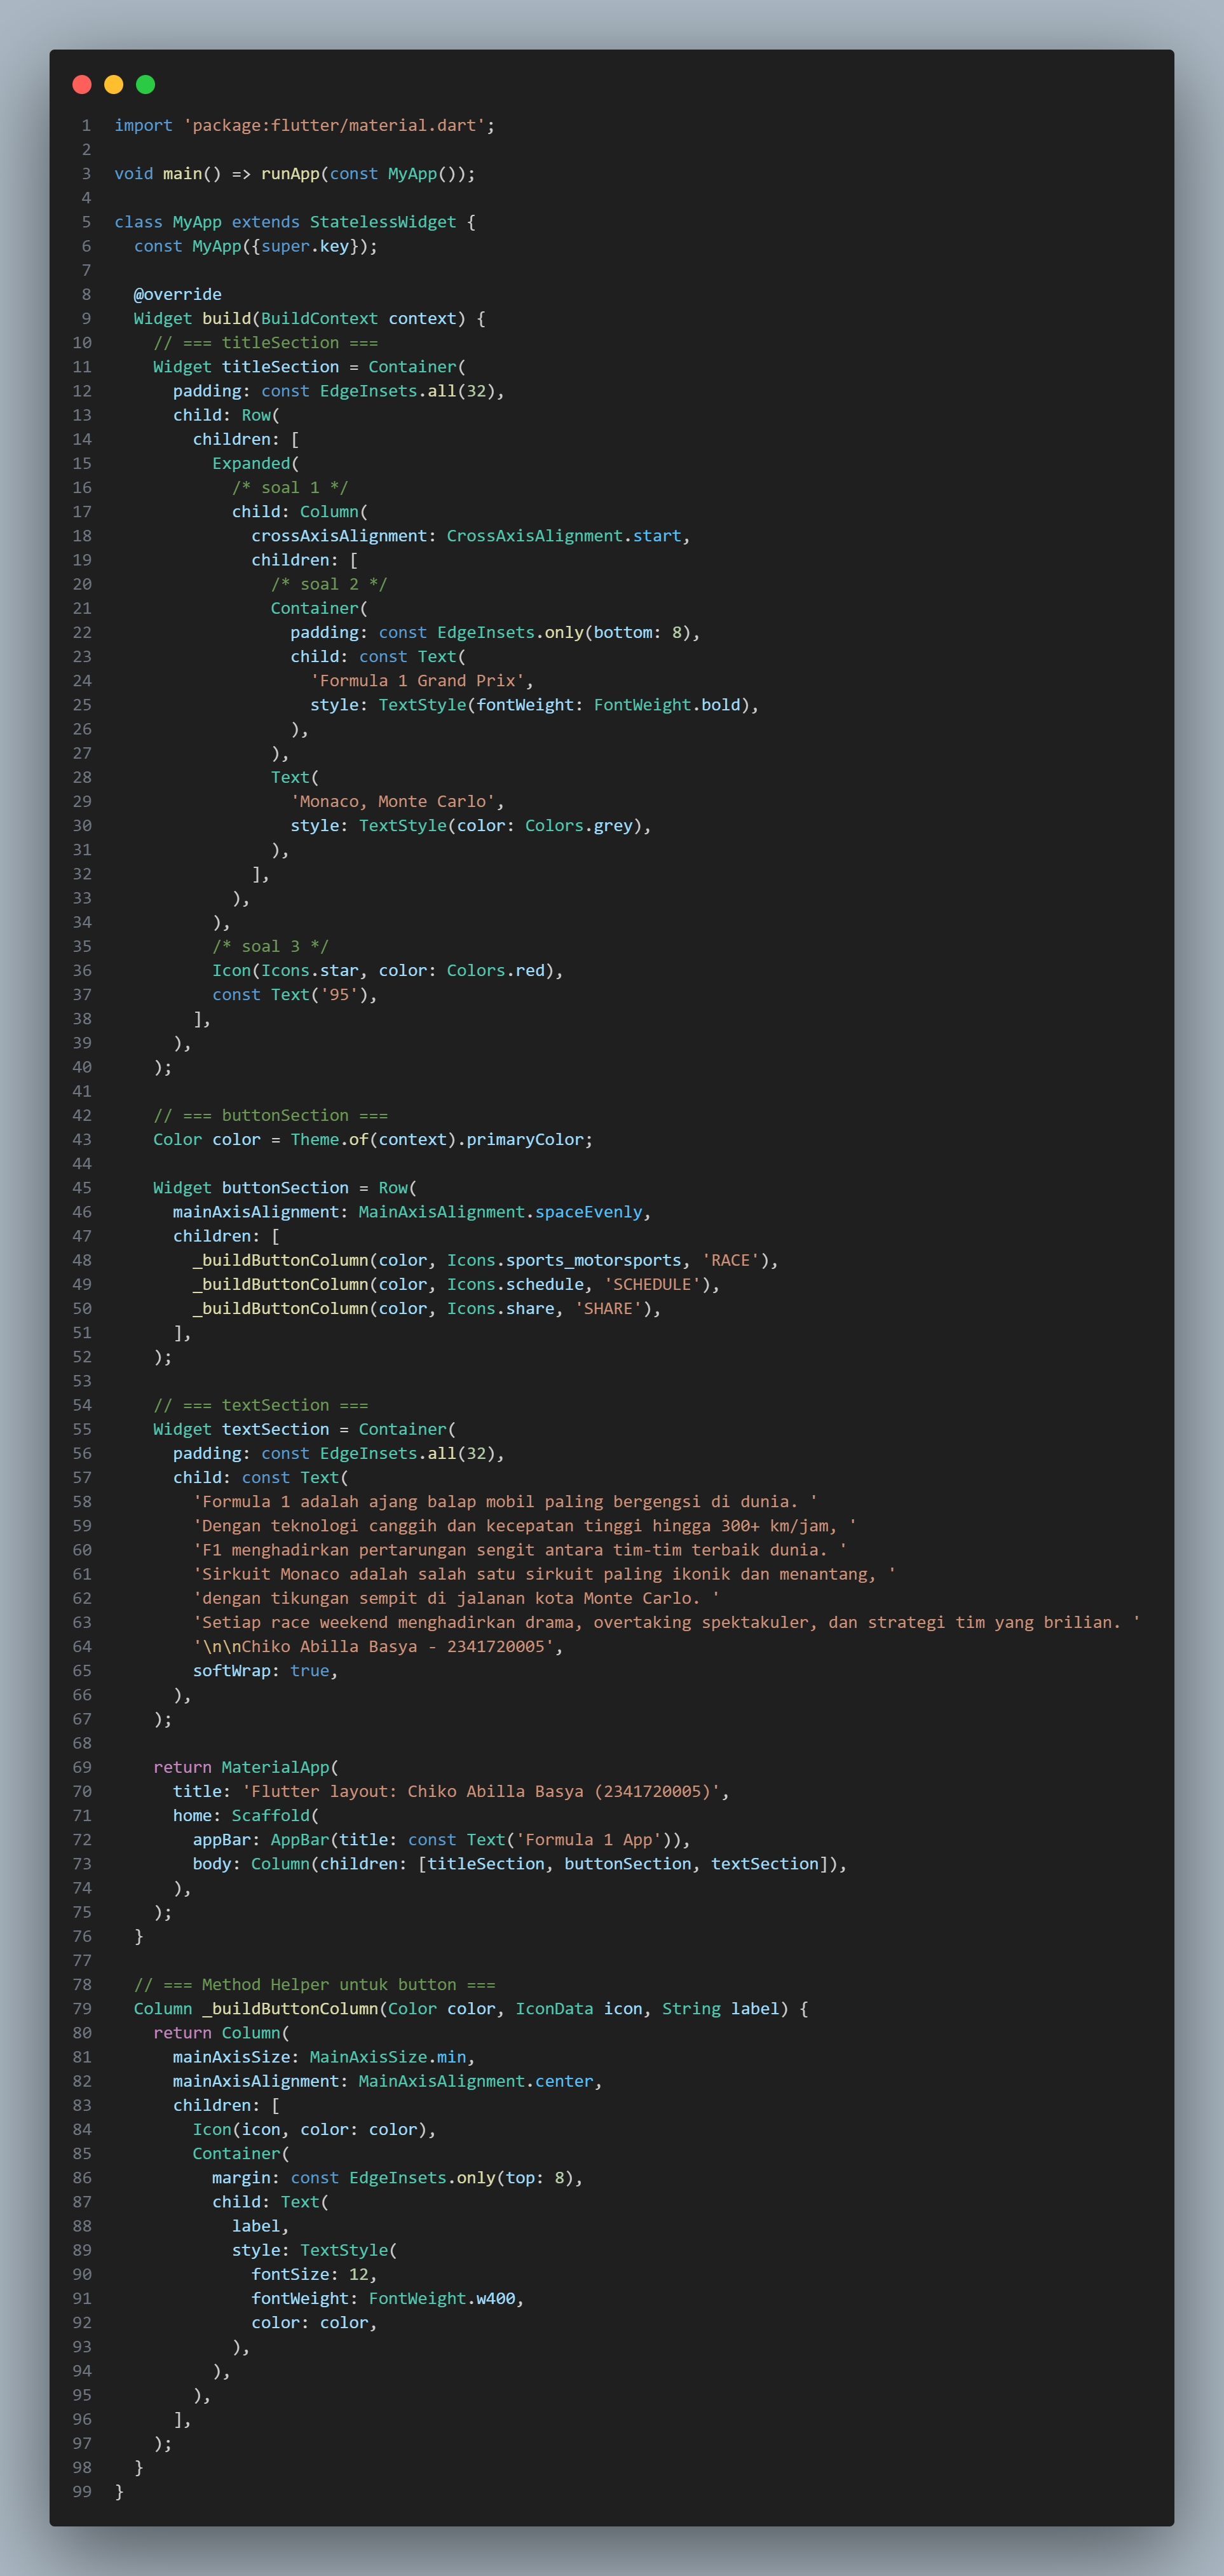 1 import 'package:flutter/material.dart';
2
3 void main() => runApp(const MyApp());
4
5 class MyApp extends StatelessWidget {
6   const MyApp({super.key});
7
8   @override
9   Widget build(BuildContext context) {
10     // === titleSection ===
11     Widget titleSection = Container(
12       padding: const EdgeInsets.all(32),
13       child: Row(
14         children: [
15           Expanded(
16             /* soal 1 */
17             child: Column(
18               crossAxisAlignment: CrossAxisAlignment.start,
19               children: [
20                 /* soal 2 */
21                 Container(
22                   padding: const EdgeInsets.only(bottom: 8),
23                   child: const Text(
24                     'Formula 1 Grand Prix',
25                     style: TextStyle(fontWeight: FontWeight.bold),
26                   ),
27                 ),
28                 Text(
29                   'Monaco, Monte Carlo',
30                   style: TextStyle(color: Colors.grey),
31                 ),
32               ],
33             ),
34           ),
35           /* soal 3 */
36           Icon(Icons.star, color: Colors.red),
37           const Text('95'),
38         ],
39       ),
40     );
41
42     // === buttonSection ===
43     Color color = Theme.of(context).primaryColor;
44
45     Widget buttonSection = Row(
46       mainAxisAlignment: MainAxisAlignment.spaceEvenly,
47       children: [
48         _buildButtonColumn(color, Icons.sports_motorsports, 'RACE'),
49         _buildButtonColumn(color, Icons.schedule, 'SCHEDULE'),
50         _buildButtonColumn(color, Icons.share, 'SHARE'),
51       ],
52     );
53
54     // === textSection ===
55     Widget textSection = Container(
56       padding: const EdgeInsets.all(32),
57       child: const Text(
58         'Formula 1 adalah ajang balap mobil paling bergengsi di dunia. '
59         'Dengan teknologi canggih dan kecepatan tinggi hingga 300+ km/jam, '
60         'F1 menghadirkan pertarungan sengit antara tim-tim terbaik dunia. '
61         'Sirkuit Monaco adalah salah satu sirkuit paling ikonik dan menantang, '
62         'dengan tikungan sempit di jalanan kota Monte Carlo. '
63         'Setiap race weekend menghadirkan drama, overtaking spektakuler, dan strategi tim yang brilian. '
64         '\n\nChiko Abilla Basya - 2341720005',
65         softWrap: true,
66       ),
67     );
68
69     return MaterialApp(
70       title: 'Flutter layout: Chiko Abilla Basya (2341720005)',
71       home: Scaffold(
72         appBar: AppBar(title: const Text('Formula 1 App')),
73         body: Column(children: [titleSection, buttonSection, textSection]),
74       ),
75     );
76   }
77
78   // === Method Helper untuk button ===
79   Column _buildButtonColumn(Color color, IconData icon, String label) {
80     return Column(
81       mainAxisSize: MainAxisSize.min,
82       mainAxisAlignment: MainAxisAlignment.center,
83       children: [
84         Icon(icon, color: color),
85         Container(
86           margin: const EdgeInsets.only(top: 8),
87           child: Text(
88             label,
89             style: TextStyle(
90               fontSize: 12,
91               fontWeight: FontWeight.w400,
92               color: color,
93             ),
94           ),
95         ),
96       ],
97     );
98   }
99 }